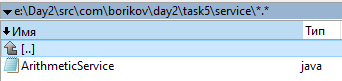 e:\Day2\src\com\borikov\day2\task5\service\*.*
Имя Тип
[..]
ArithmeticService java